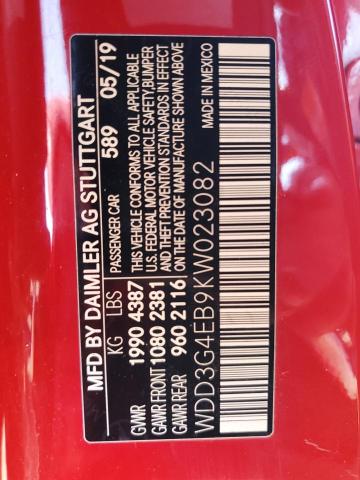 MFD BY DAIMLER AG STUTTGART
PASSENGER CAR 589 05/19
KG LBS
GVWR 1990 4387
GAWR FRONT 1080 2381
GAWR REAR 960 2116
THIS VEHICLE CONFORMS TO ALL APPLICABLE
U.S. FEDERAL MOTOR VEHICLE SAFETY, BUMPER
AND THEFT PREVENTION STANDARDS IN EFFECT
ON THE DATE OF MANUFACTURE SHOWN ABOVE
WDD3G4EB9KW023082
MADE IN MEXICO